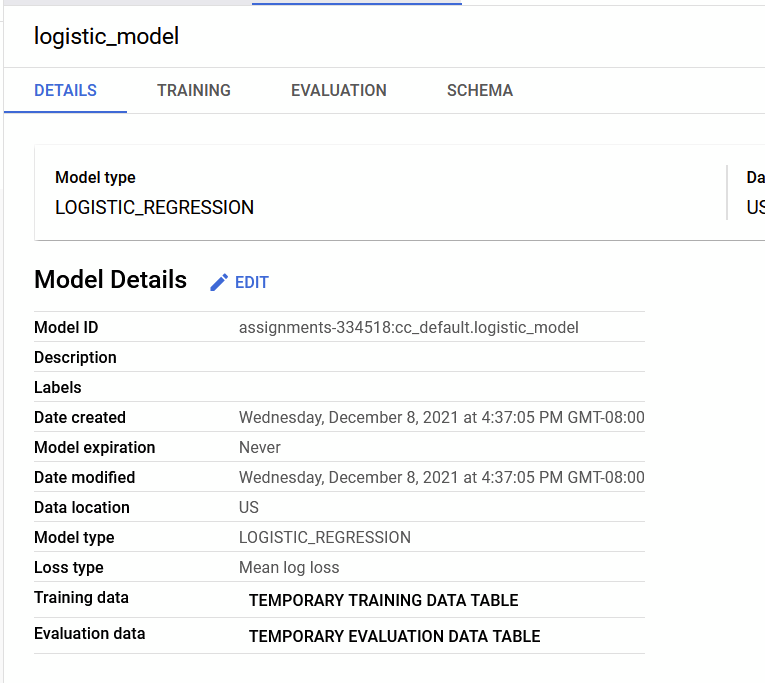 logistic_model
DETAILS TRAINING EVALUATION SCHEMA
Model type
LOGISTIC_REGRESSION
US
Model Details EDIT
Model ID assignments-334518:cc_default.logistic_model
Description
Labels
Date created Wednesday, December 8, 2021 at 4:37:05 PM GMT-08:00
Model expiration Never
Date modified Wednesday, December 8, 2021 at 4:37:05 PM GMT-08:00
Data location US
Model type LOGISTIC_REGRESSION
Loss type Mean log loss
Training data TEMPORARY TRAINING DATA TABLE
Evaluation data TEMPORARY EVALUATION DATA TABLE